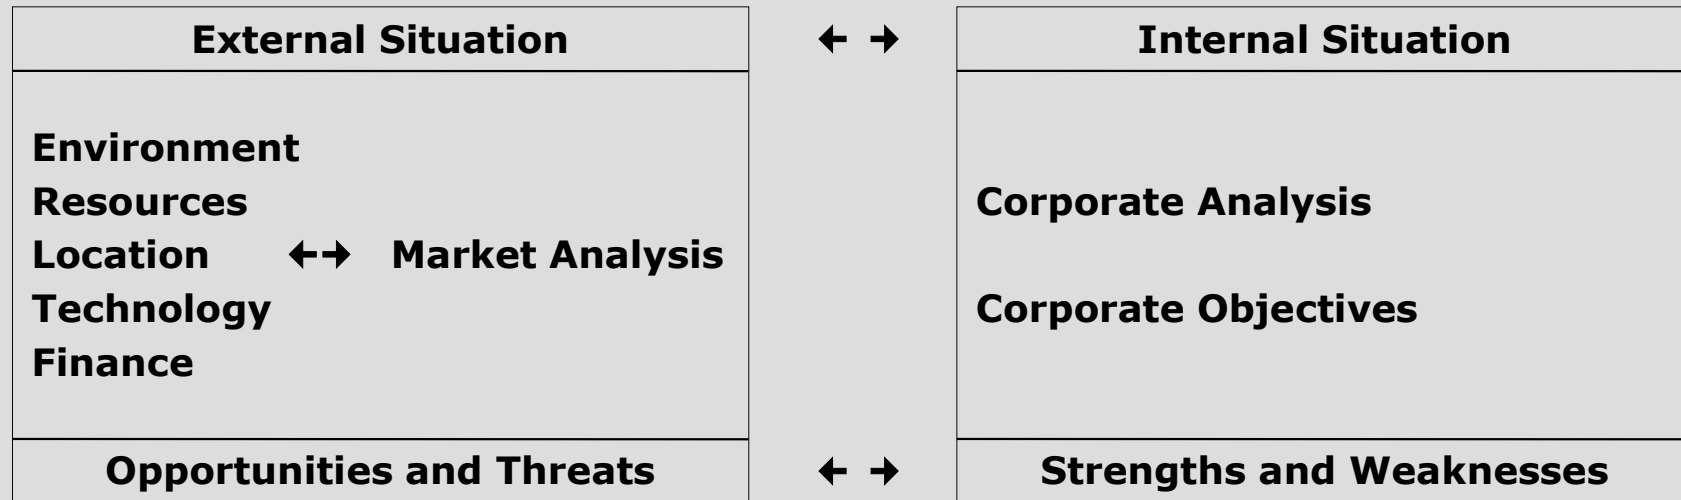 External Situation ← → Internal Situation
Environment
Resources
Location ←→ Market Analysis
Technology
Finance
Corporate Analysis
Corporate Objectives
Opportunities and Threats ← → Strengths and Weaknesses